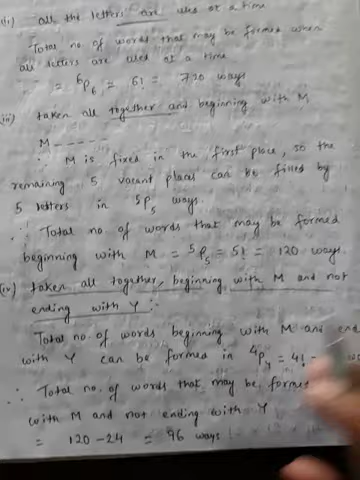 (ii) all the letters are used at a time
Total no of words that may be formed when
all letters are used at a time
= ⁶P₆ = 6! = 720 ways
(iii) taken all together and beginning with M
M - - - -
∵ M is fixed in the first place, so the
remaining 5 vacant places can be filled by
5 letters in ⁵P₅ ways.
∴ Total no. of words that may be formed
beginning with M = ⁵P₅ = 5! = 120 ways.
(iv) taken all together, beginning with M and not
ending with Y :-
Total no. of words beginning with M and end
with Y can be formed in ⁴P₄ = 4! =
∴ Total no. of words that may be forme
with M and not ending with Y
= 120 - 24 = 96 ways